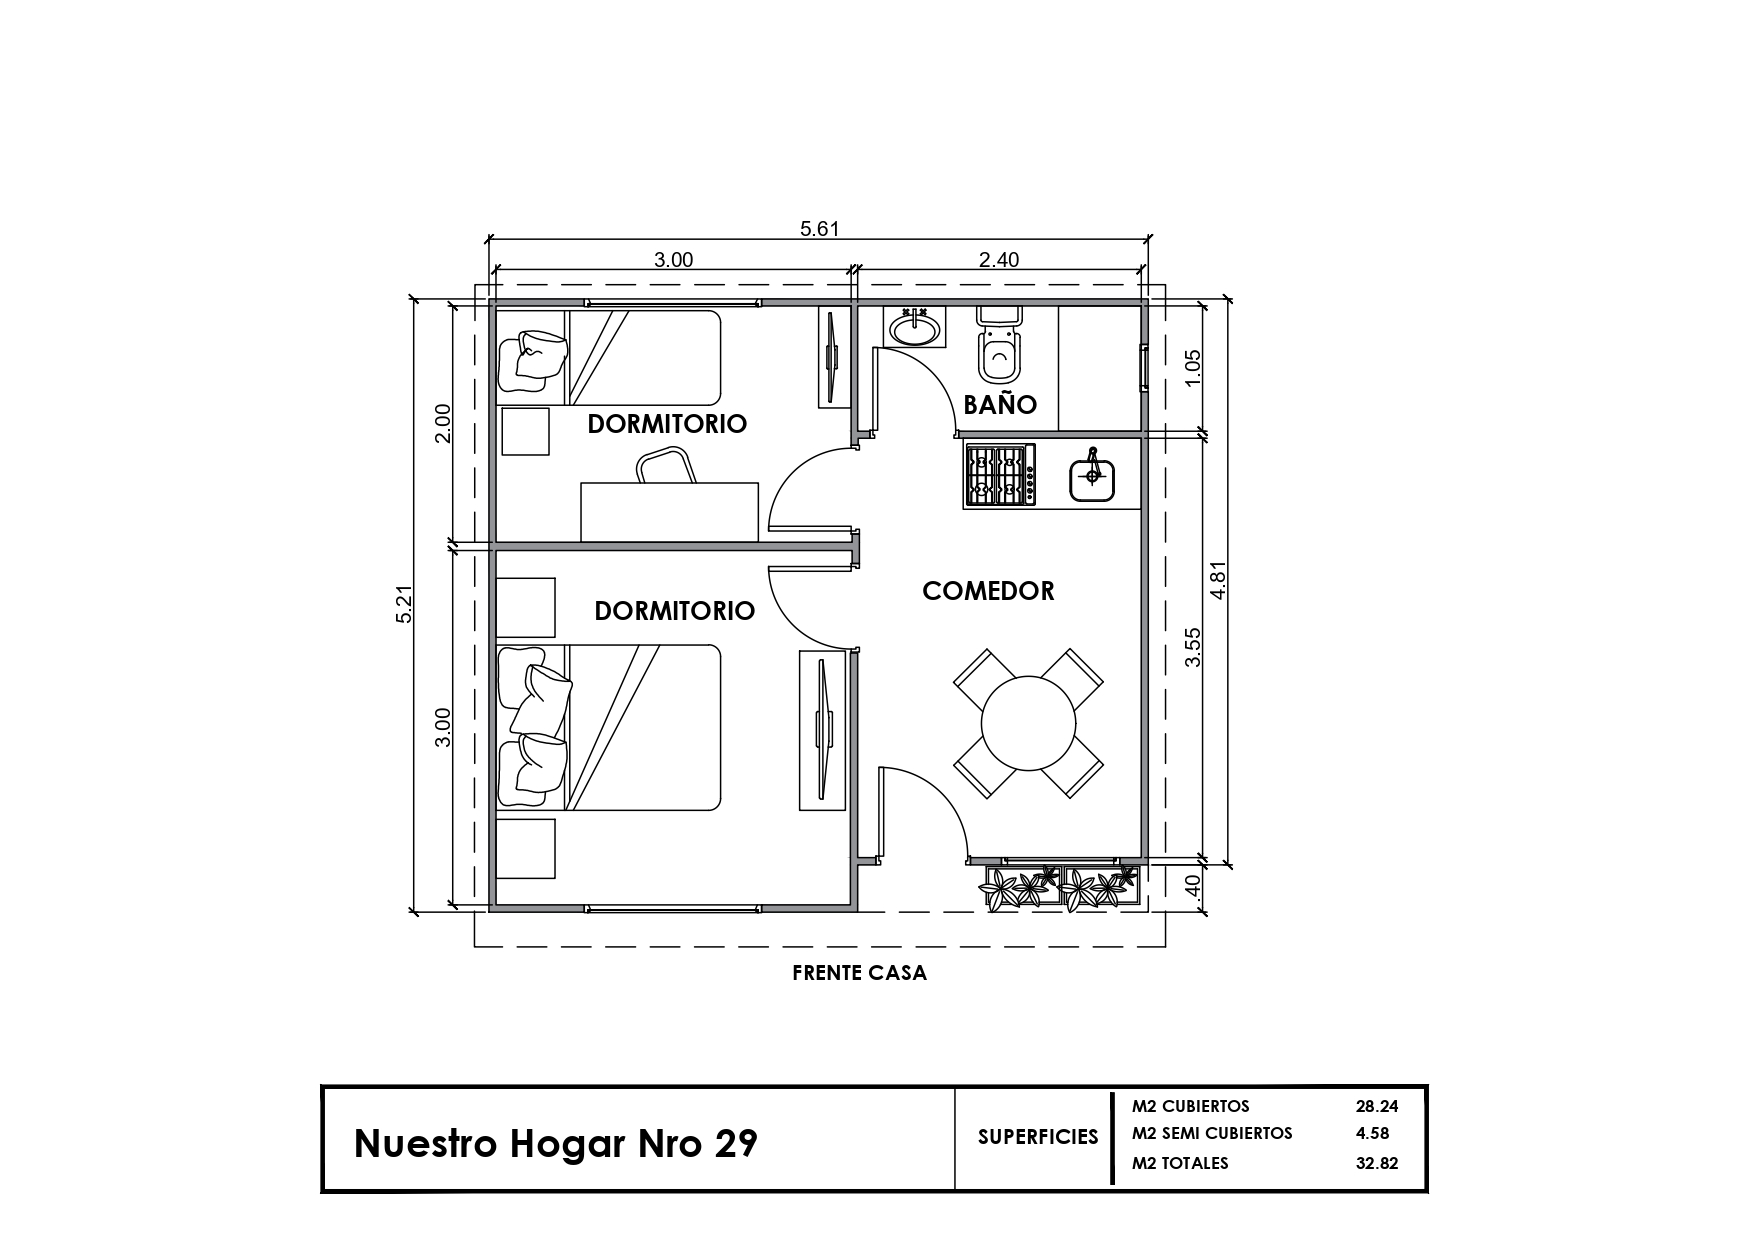 5.61
3.00
2.40
2.00
3.00
5.21
1.05
3.55
4.81
.40
DORMITORIO
BAÑO
DORMITORIO
COMEDOR
FRENTE CASA
Nuestro Hogar Nro 29
SUPERFICIES
M2 CUBIERTOS 28.24
M2 SEMI CUBIERTOS 4.58
M2 TOTALES 32.82